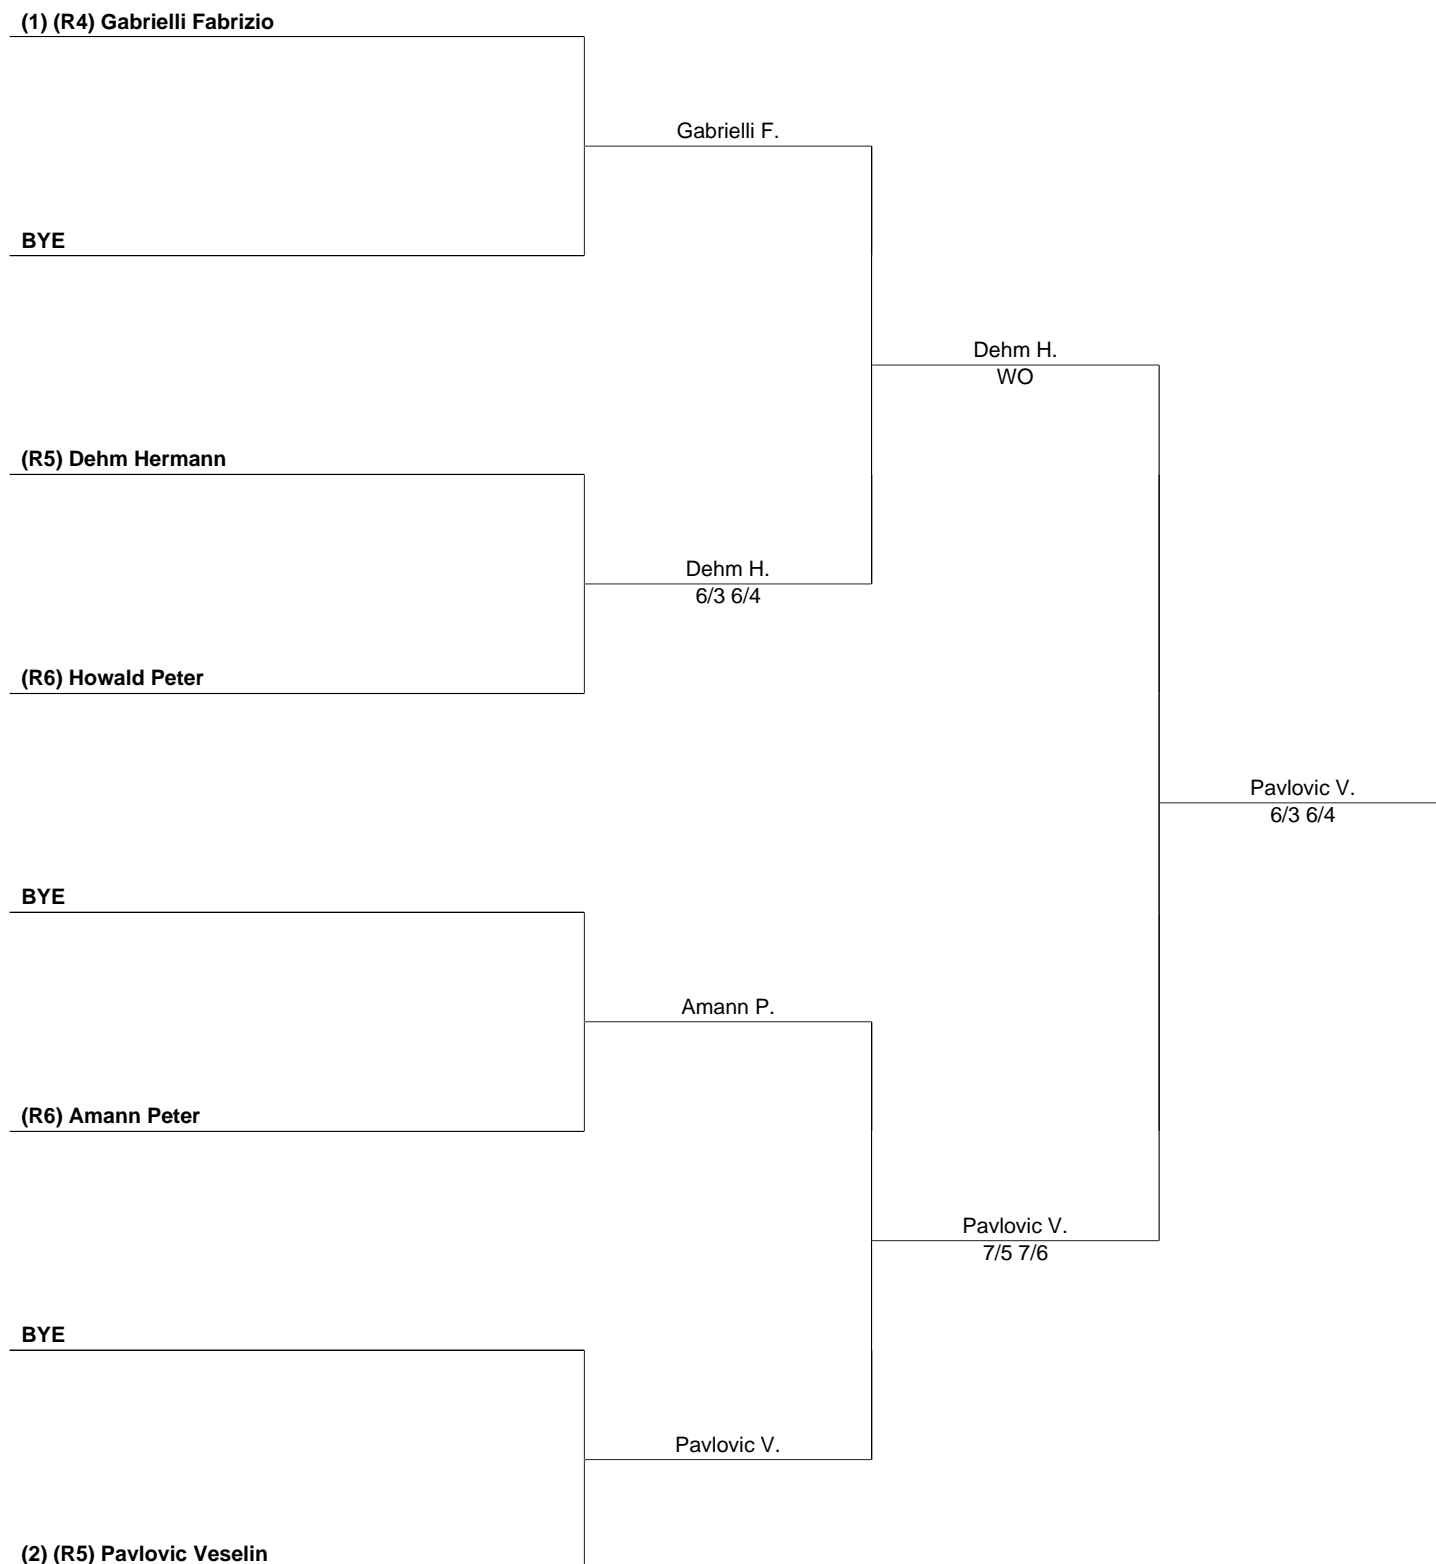 (1) (R4) Gabrielli Fabrizio
Gabrielli F.
BYE
Dehm H.
WO
(R5) Dehm Hermann
Dehm H.
6/3 6/4
(R6) Howald Peter
Pavlovic V.
6/3 6/4
BYE
Amann P.
(R6) Amann Peter
Pavlovic V.
7/5 7/6
BYE
Pavlovic V.
(2) (R5) Pavlovic Veselin